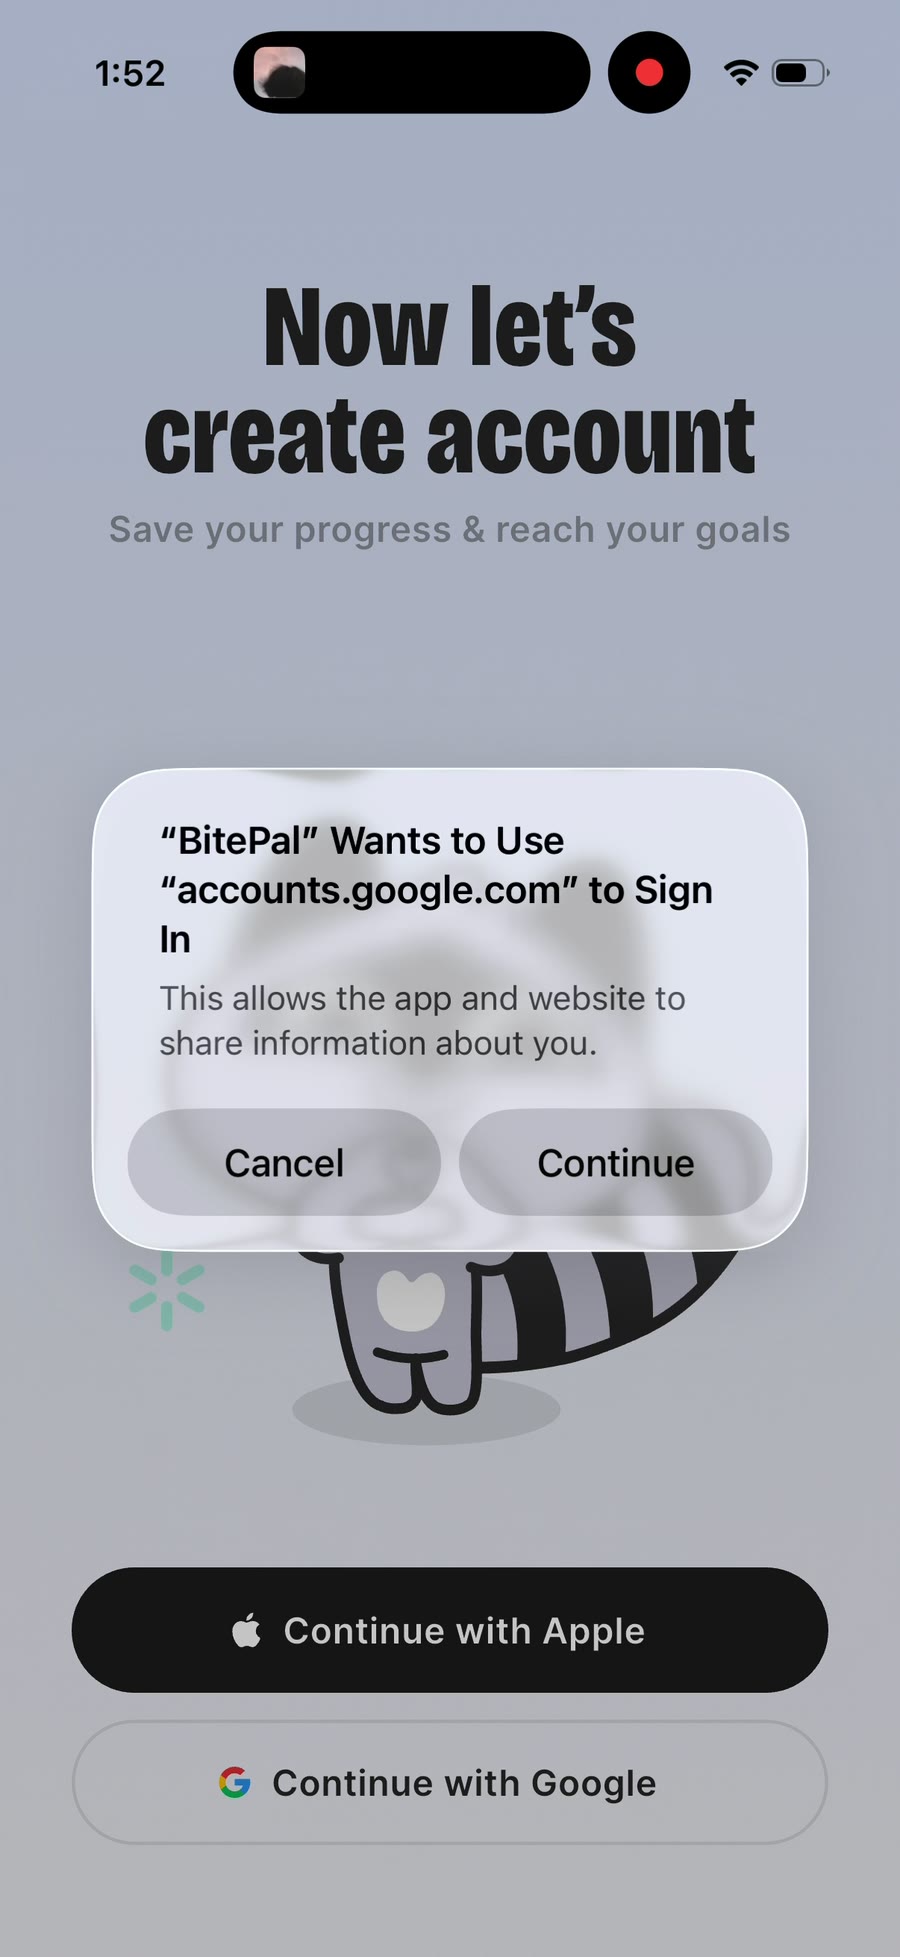 1:52
Now let’s
create account
Save your progress & reach your goals
“BitePal” Wants to Use
“accounts.google.com” to Sign
In
This allows the app and website to
share information about you.
Cancel
Continue
Continue with Apple
Continue with Google